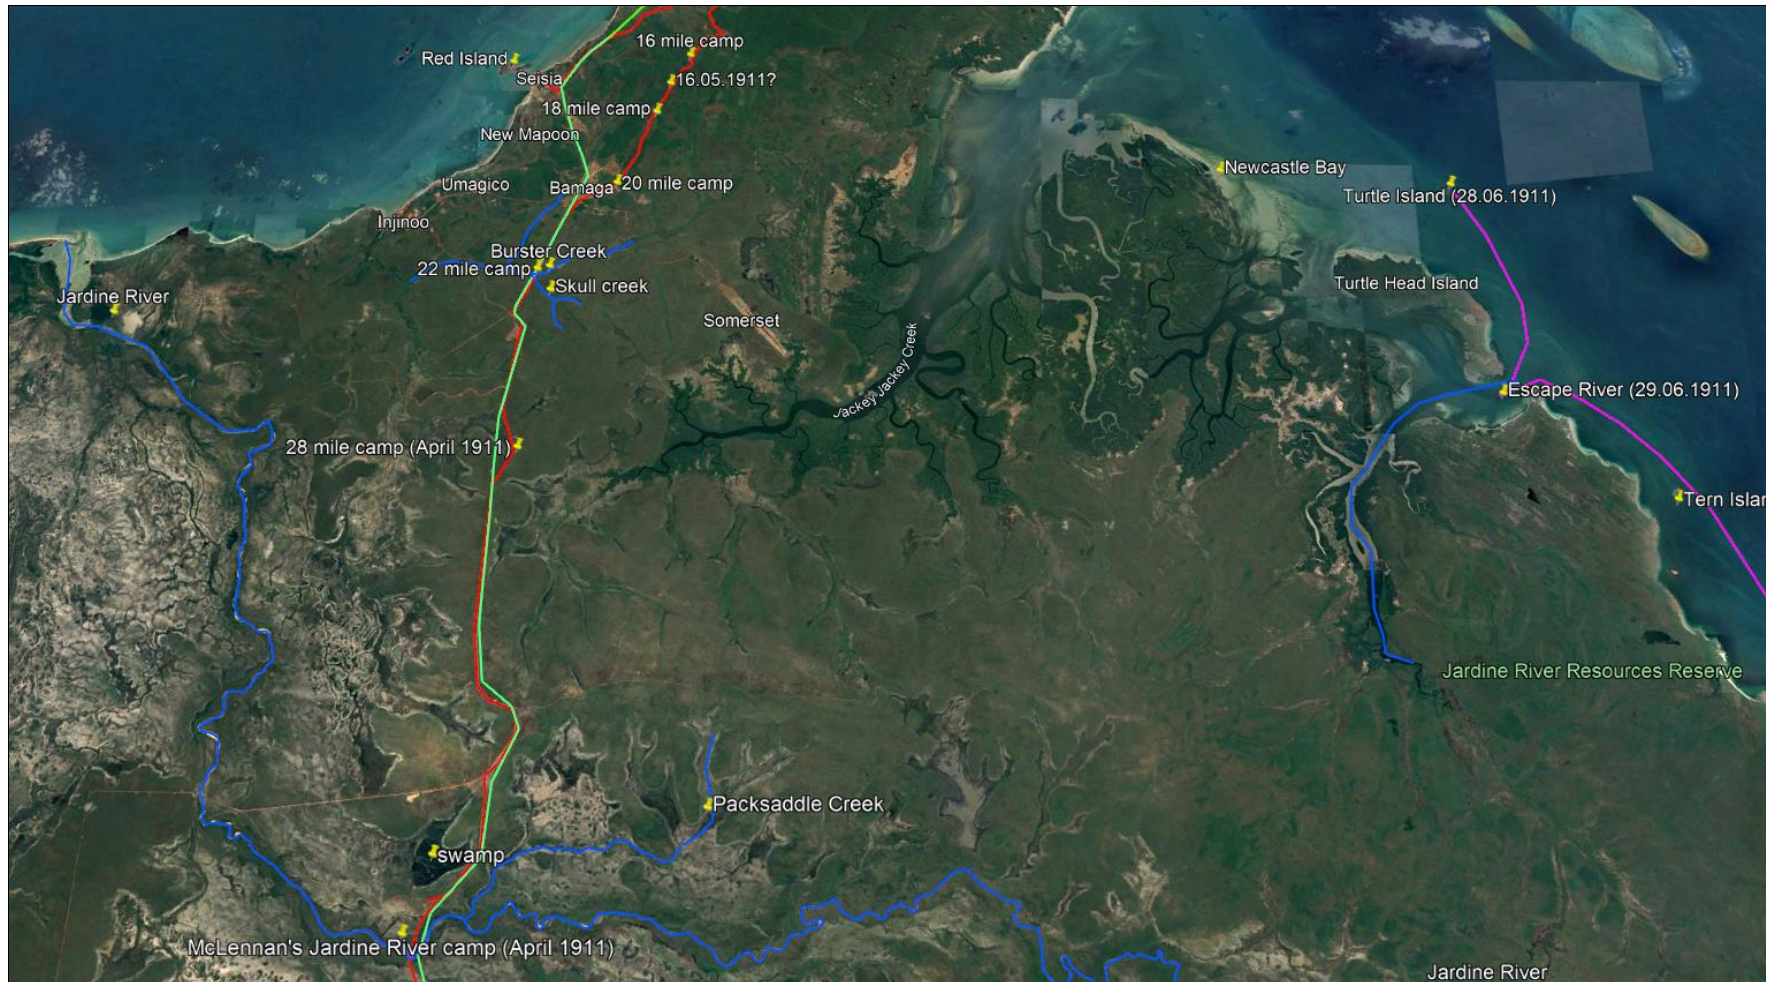 16 mile camp
Red Island
Seisia
16.05.1911?
18 mile camp
New Mapoon
Newcastle Bay
Umagico
Bamaga
20 mile camp
Turtle Island (28.06.1911)
Injinoo
Burster Creek
22 mile camp
Skull creek
Turtle Head Island
Jardine River
Somerset
Jackey Jackey Creek
Escape River (29.06.1911)
28 mile camp (April 1911)
Tern Islan
Jardine River Resources Reserve
Packsaddle Creek
swamp
McLennan's Jardine River camp (April 1911)
Jardine River